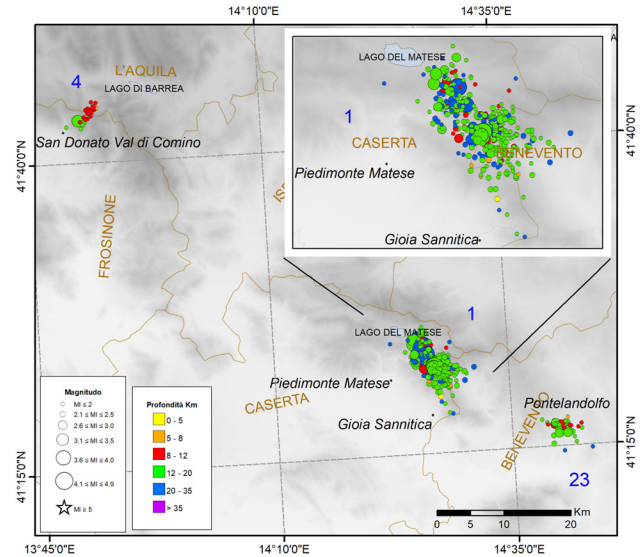 14°10'0"E
14°35'0"E
4
L'AQUILA
LAGO DI BARREA
San Donato Val di Comino
41°40'0"N
FROSINONE
LAGO DEL MATESE
1
CASERTA
BENEVENTO
Piedimonte Matese
Gioia Sannitica
41°40'0"N
1
LAGO DEL MATESE
Piedimonte Matese
CASERTA
Gioia Sannitica
Pontelandolfo
BENEVENTO
23
41°15'0"N
41°15'0"N
Magnitudo
Ml ≤ 2
2.1 ≤ Ml ≤ 2.5
2.6 ≤ Ml ≤ 3.0
3.1 ≤ Ml ≤ 3.5
3.6 ≤ Ml ≤ 4.0
4.1 ≤ Ml ≤ 4.9
Ml ≥ 5
Profondità Km
0 - 5
5 - 8
8 - 12
12 - 20
20 - 35
> 35
Km
0 5 10 20
13°45'0"E
14°10'0"E
14°35'0"E